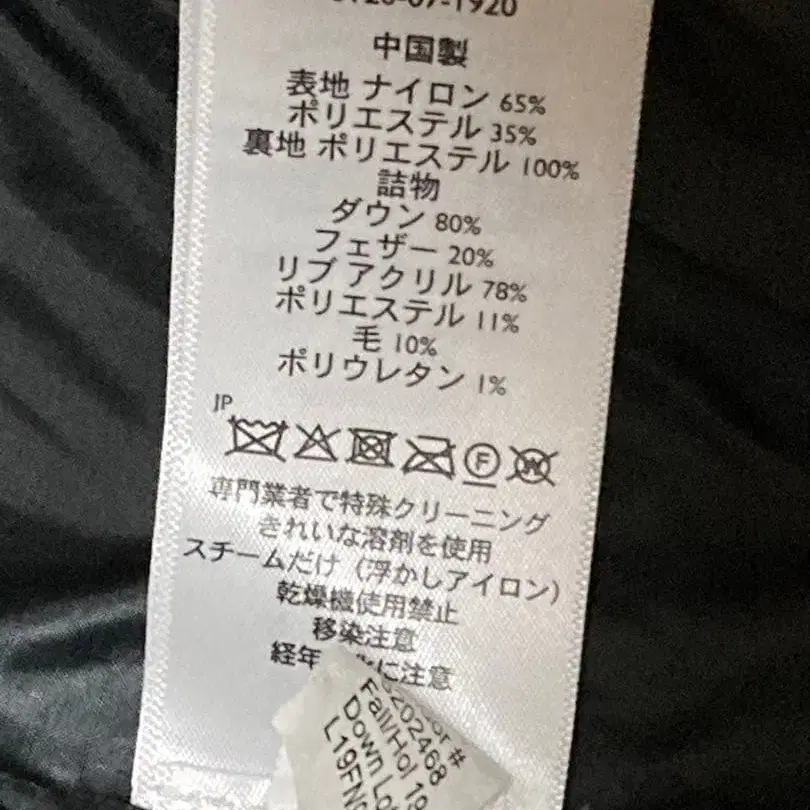 中国製
表地 ナイロン 65%
ポリエステル 35%
裏地 ポリエステル 100%
詰物
ダウン 80%
フェザー 20%
リブ アクリル 78%
ポリエステル 11%
毛 10%
ポリウレタン 1%
JP
F W
専門業者で特殊クリーニング
きれいな溶剤を使用
スチームだけ（浮かしアイロン）
乾燥機使用禁止
移染注意
経年 に注意
202468
Fall/Hol 19
Down